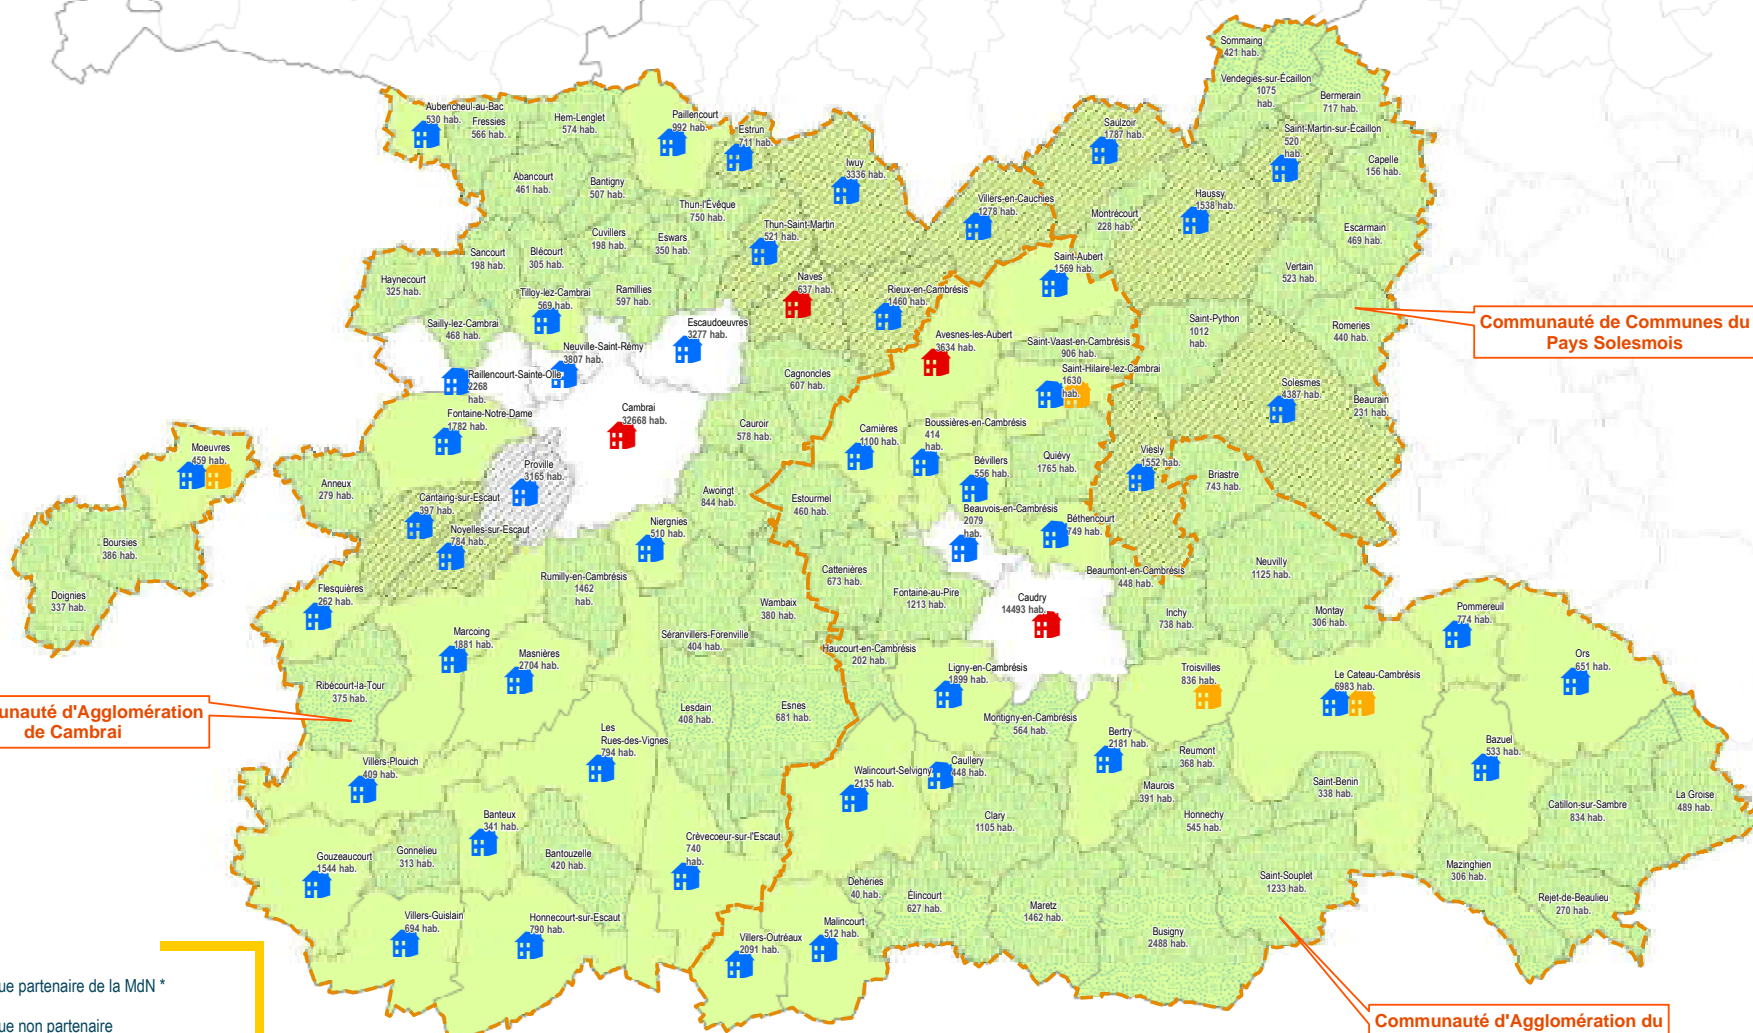 Sommaing
421 hab.
Vendegies-sur-Écaillon
1075
hab.
Bermerain
717 hab.
Saint-Martin-sur-Écaillon
520
hab.
Capelle
156 hab.
Aubencheul-au-Bac
530 hab.
Fressies
566 hab.
Hem-Lenglet
574 hab.
Paillencourt
992 hab.
Estrun
711 hab.
Iwuy
3336 hab.
Saulzoir
1787 hab.
Abancourt
461 hab.
Bantigny
507 hab.
Thun-l'Évêque
750 hab.
Thun-Saint-Martin
521 hab.
Villers-en-Cauchies
1278 hab.
Montrécourt
228 hab.
Haussy
1538 hab.
Escarmain
469 hab.
Haynecourt
325 hab.
Sancourt
198 hab.
Blécourt
305 hab.
Cuvillers
198 hab.
Eswars
350 hab.
Saint-Aubert
1569 hab.
Vertain
523 hab.
Tilloy-lez-Cambrai
569 hab.
Ramillies
597 hab.
Naves
637 hab.
Rieux-en-Cambrésis
1460 hab.
Sailly-lez-Cambrai
468 hab.
Neuville-Saint-Rémy
3807 hab.
Escaudoeuvres
3277 hab.
Avesnes-les-Aubert
3634 hab.
Saint-Vaast-en-Cambrésis
906 hab.
Saint-Python
1012
hab.
Romeries
440 hab.
Communauté de Communes du
Pays Solesmois
Raillencourt-Sainte-Olle
2268
hab.
Cagnoncles
607 hab.
Saint-Hilaire-lez-Cambrai
1630
hab.
Solesmes
4387 hab.
Beaurain
231 hab.
Fontaine-Notre-Dame
1782 hab.
Cambrai
32668 hab.
Cauroir
578 hab.
Carnières
1100 hab.
Boussières-en-Cambrésis
414
hab.
Quiévy
1765 hab.
Viesly
1552 hab.
Briastre
743 hab.
Moeuvres
459 hab.
Anneux
279 hab.
Proville
3165 hab.
Awoingt
844 hab.
Estourmel
460 hab.
Bévillers
556 hab.
Cantaing-sur-Escaut
397 hab.
Noyelles-sur-Escaut
784 hab.
Niergnies
510 hab.
Beauvois-en-Cambrésis
2079
hab.
Béthencourt
749 hab.
Boursies
386 hab.
Doignies
337 hab.
Flesquières
262 hab.
Rumilly-en-Cambrésis
1462
hab.
Wambaix
380 hab.
Cattenières
673 hab.
Fontaine-au-Pire
1213 hab.
Beaumont-en-Cambrésis
448 hab.
Neuvilly
1125 hab.
Caudry
14493 hab.
Inchy
738 hab.
Montay
306 hab.
Pommereuil
774 hab.
Marcoing
1881 hab.
Masnières
2704 hab.
Séranvillers-Forenville
404 hab.
Haucourt-en-Cambrésis
202 hab.
Ligny-en-Cambrésis
1899 hab.
Troisvilles
836 hab.
Le Cateau-Cambrésis
6983 hab.
Ors
651 hab.
Ribécourt-la-Tour
375 hab.
unauté d'Agglomération
de Cambrai
Les
Rues-des-Vignes
794 hab.
Lesdain
408 hab.
Esnes
681 hab.
Montigny-en-Cambrésis
564 hab.
Bertry
2181 hab.
Reumont
368 hab.
Bazuel
533 hab.
Villers-Plouich
409 hab.
Walincourt-Selvigny
2135 hab.
Caullery
448 hab.
Maurois
391 hab.
Saint-Benin
338 hab.
La Groise
489 hab.
Catillon-sur-Sambre
834 hab.
Banteux
341 hab.
Clary
1105 hab.
Honnechy
545 hab.
Gouzeaucourt
1544 hab.
Gonnelieu
313 hab.
Bantouzelle
420 hab.
Crèvecoeur-sur-l'Escaut
740
hab.
Dehéries
40 hab.
Élincourt
627 hab.
Maretz
1462 hab.
Saint-Souplet
1233 hab.
Mazinghien
306 hab.
Rejet-de-Beaulieu
270 hab.
Villers-Guislain
694 hab.
Honnecourt-sur-Escaut
790 hab.
Villers-Outréaux
2091 hab.
Malincourt
512 hab.
Busigny
2488 hab.
ue partenaire de la MdN *
ue non partenaire
Communauté d'Agglomération du